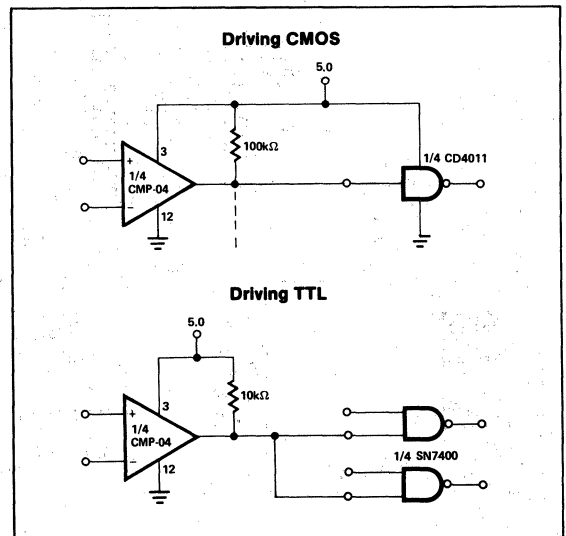 Driving CMOS
5.0
100kΩ
3
+
1/4
CMP-04
−
12
1/4 CD4011
Driving TTL
5.0
10kΩ
3
+
1/4
CMP-04
−
12
1/4 SN7400